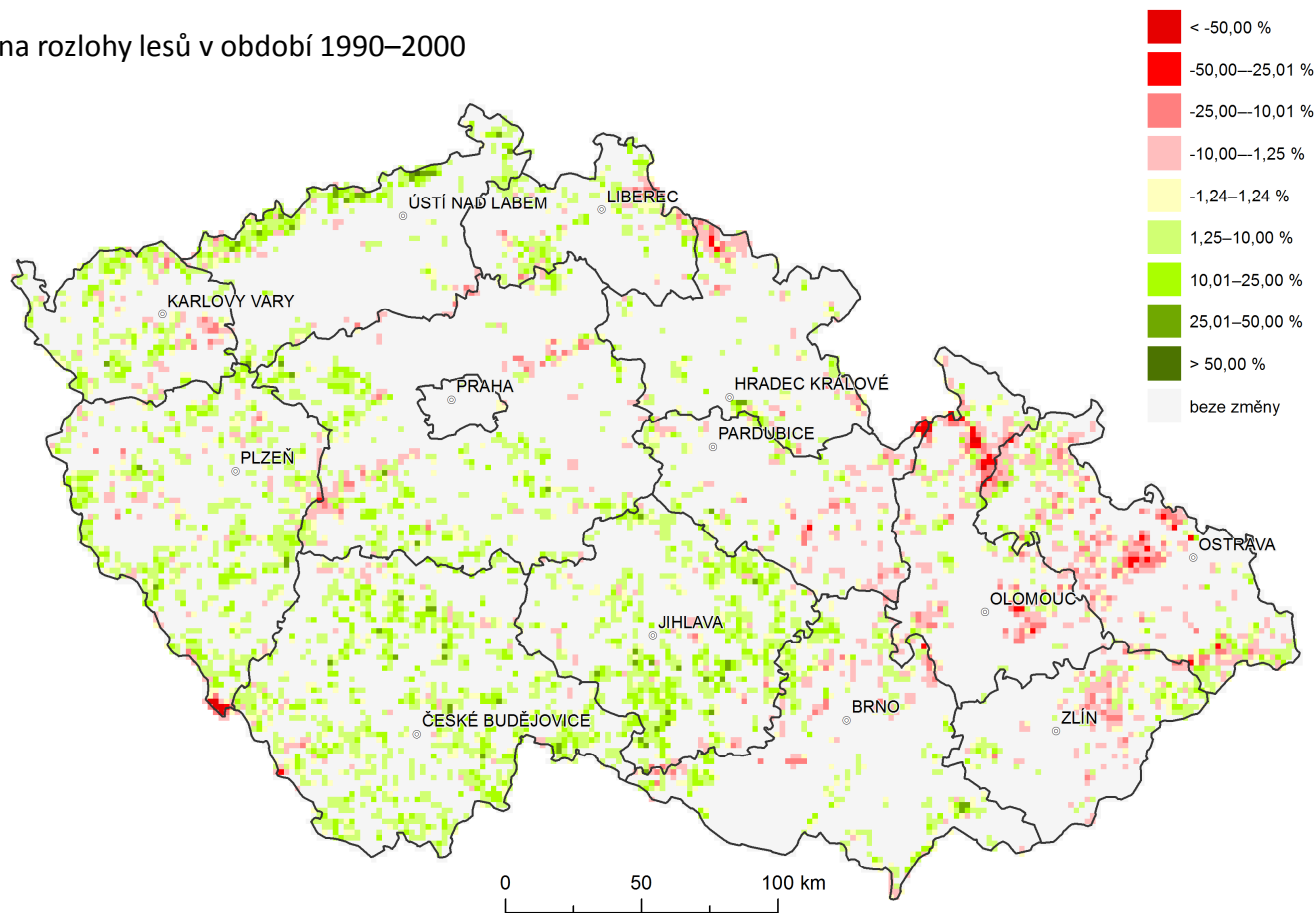 na rozlohy lesů v období 1990–2000
< -50,00 %
-50,00–-25,01 %
-25,00–-10,01 %
-10,00–-1,25 %
-1,24–1,24 %
1,25–10,00 %
10,01–25,00 %
25,01–50,00 %
> 50,00 %
beze změny
ÚSTÍ NAD LABEM
LIBEREC
KARLOVY VARY
PRAHA
HRADEC KRÁLOVÉ
PARDUBICE
PLZEŇ
OSTRAVA
OLOMOUC
JIHLAVA
BRNO
ZLÍN
ČESKÉ BUDĚJOVICE
0 50 100 km